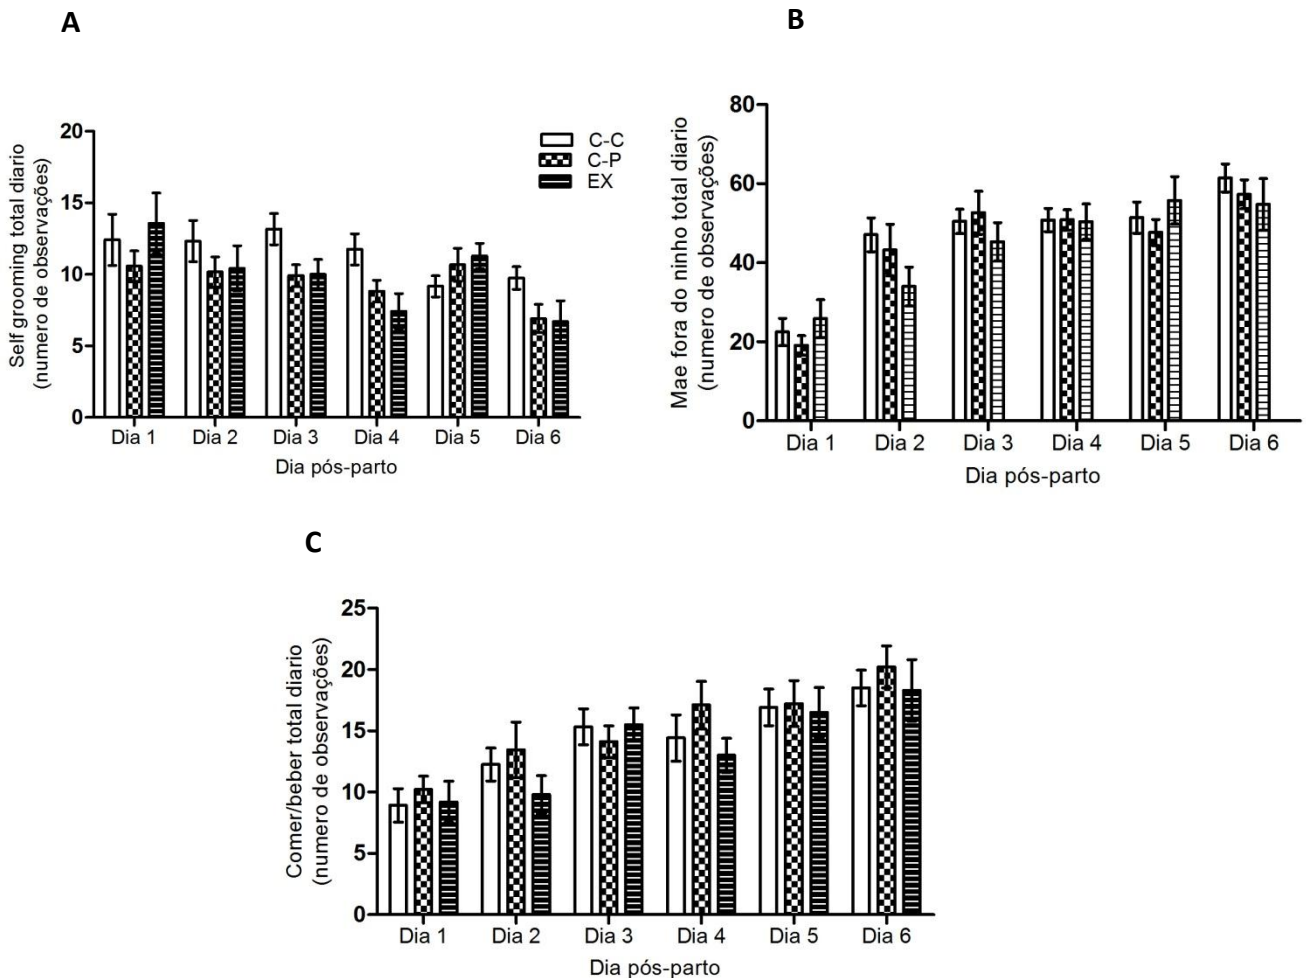 A
Self grooming total diario
(numero de observações)
20
15
10
5
0
C-C
C-P
EX
Dia 1 Dia 2 Dia 3 Dia 4 Dia 5 Dia 6
Dia pós-parto
B
Mae fora do ninho total diario
(numero de observações)
80
60
40
20
0
Dia 1 Dia 2 Dia 3 Dia 4 Dia 5 Dia 6
Dia pós-parto
C
Comer/beber total diario
(numero de observações)
25
20
15
10
5
0
Dia 1 Dia 2 Dia 3 Dia 4 Dia 5 Dia 6
Dia pós-parto